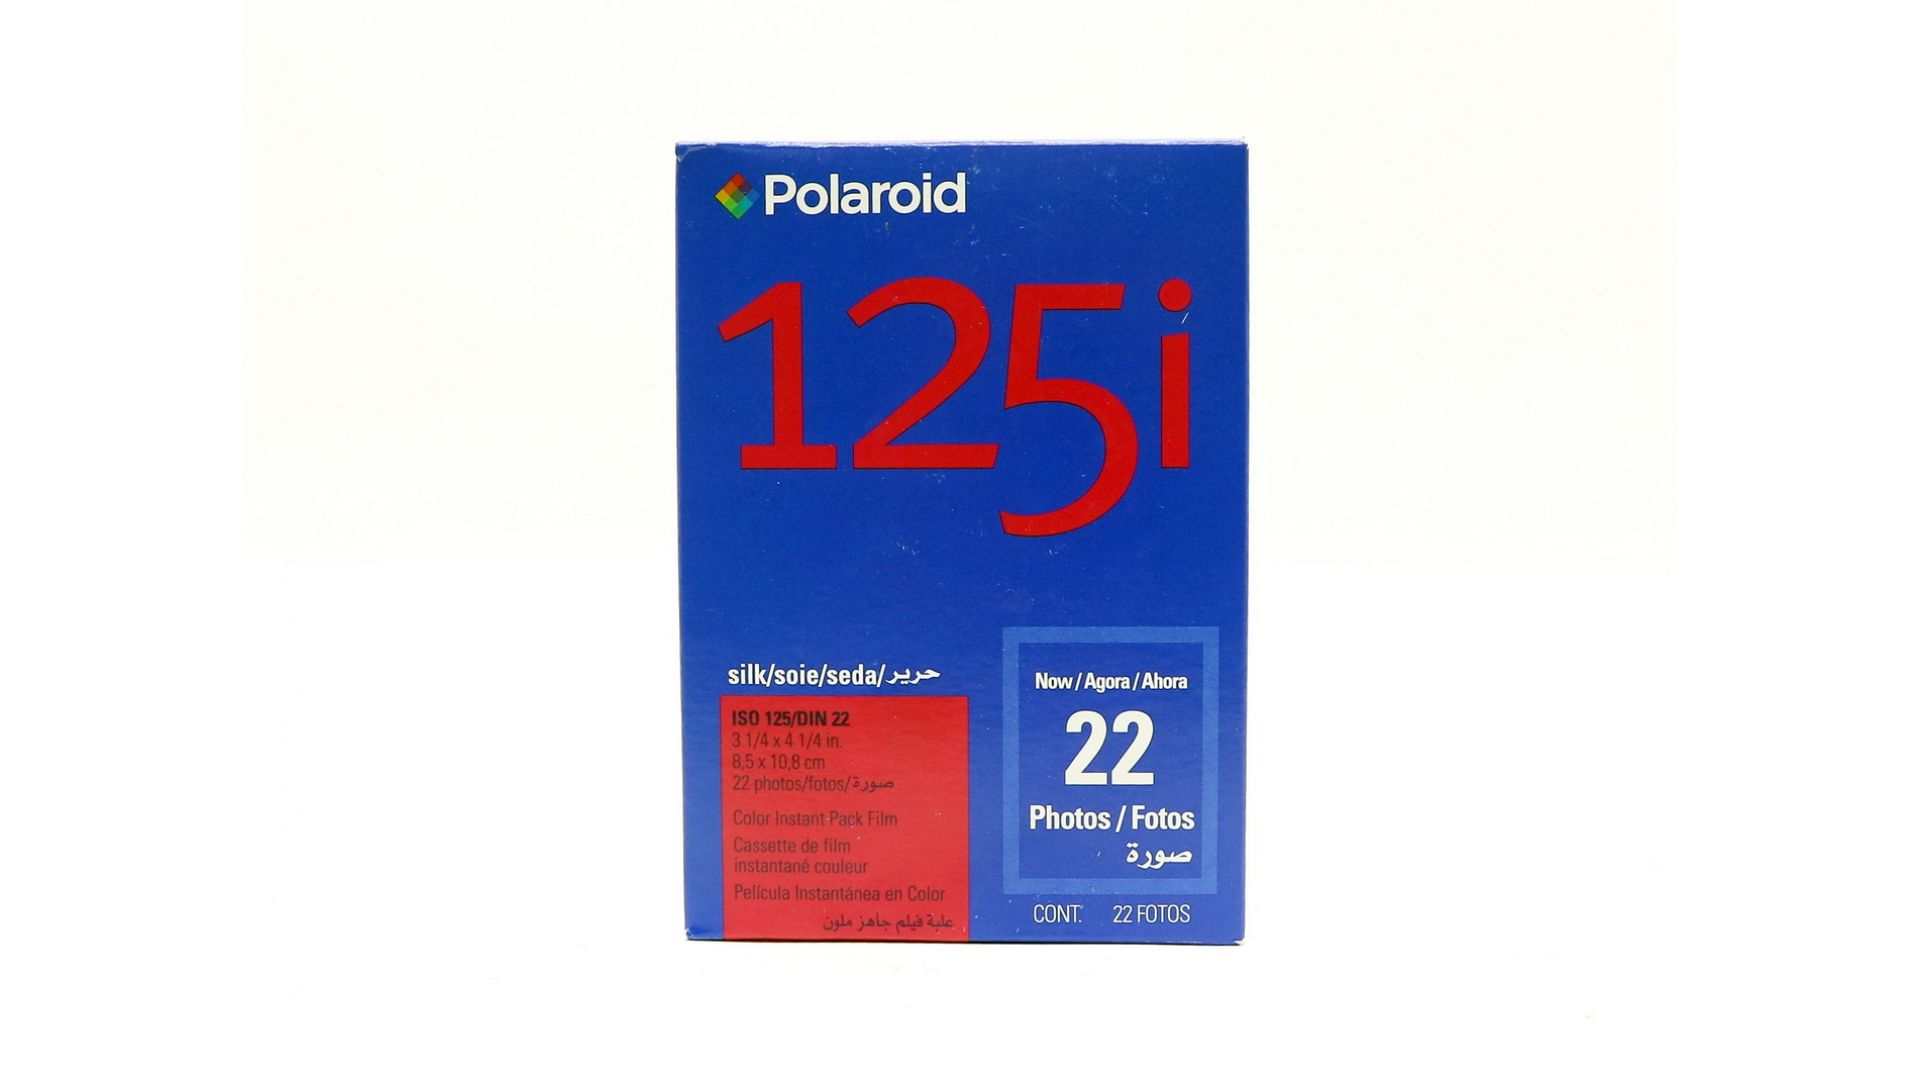 Polaroid
125i
silk/soie/seda/حرير
ISO 125/DIN 22
3 1/4 x 4 1/4 in.
8,5 x 10,8 cm
22 photos/fotos/صورة
Color Instant Pack Film
Cassette de film
instantané couleur
Película Instantánea en Color
علبة فيلم جاهز ملون
Now / Agora / Ahora
22
Photos / Fotos
صورة
CONT. 22 FOTOS